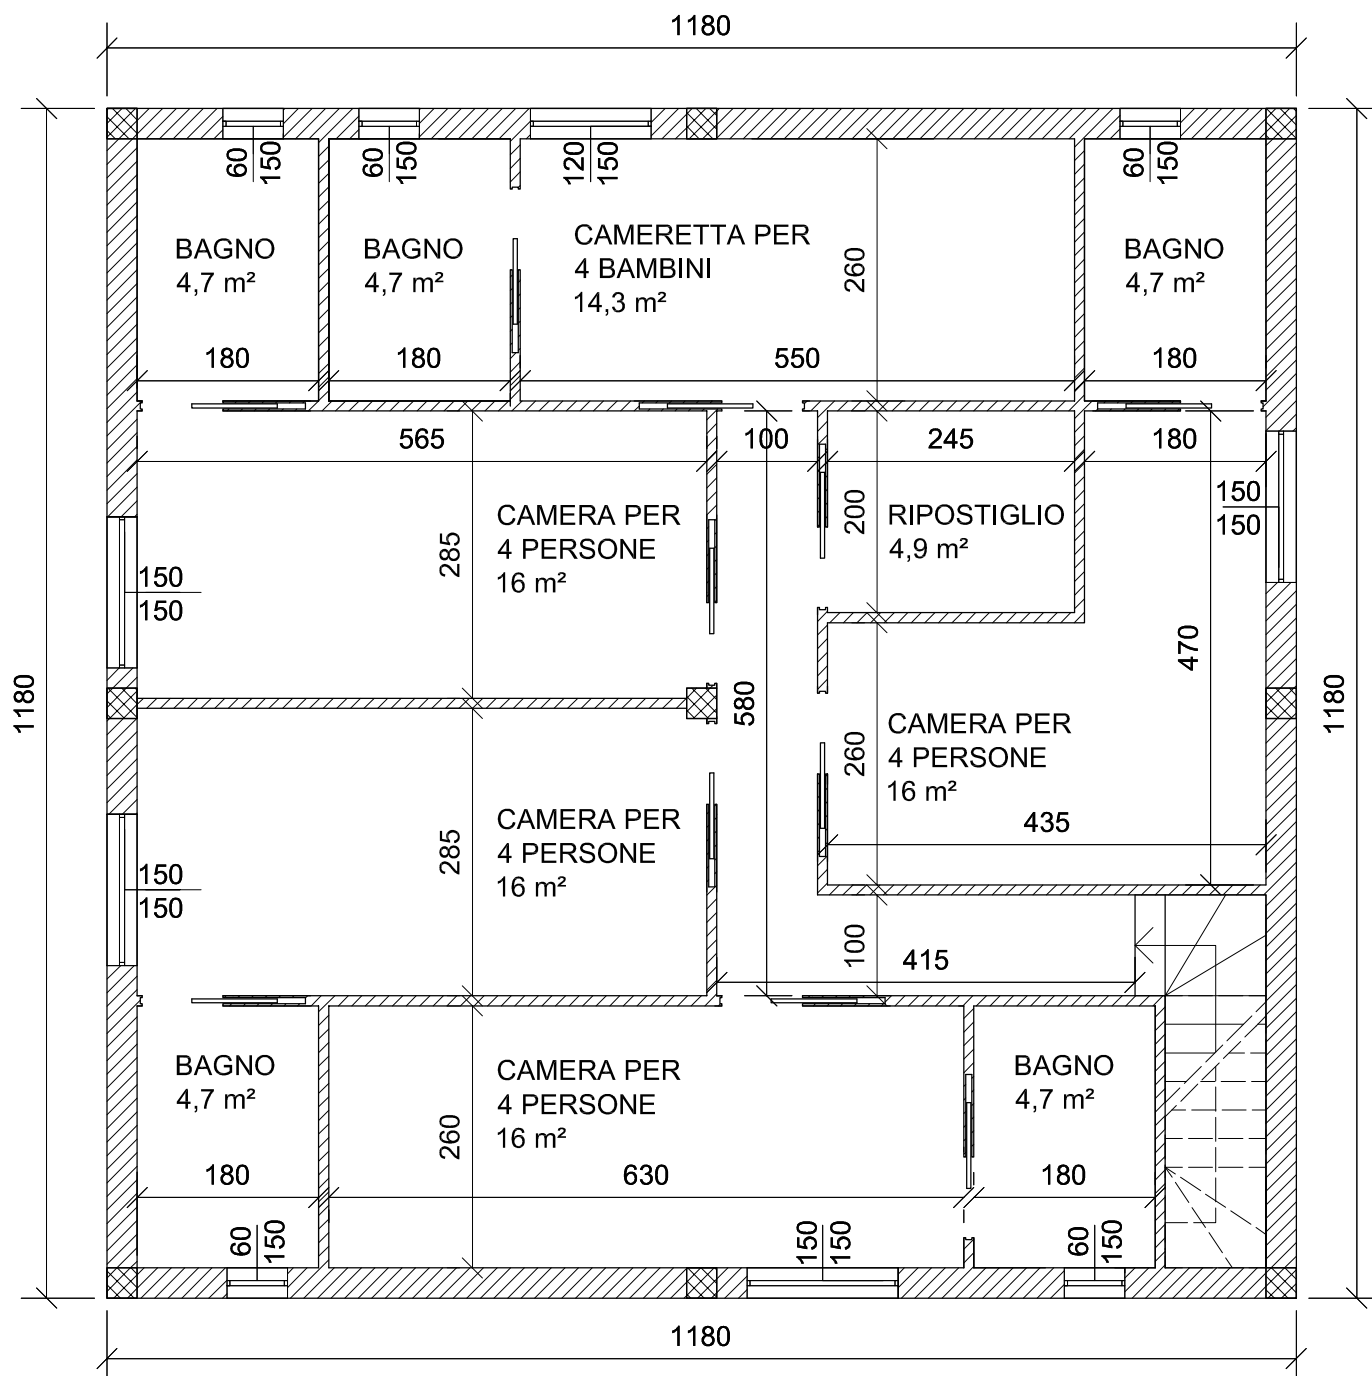 1180
60
150
60
150
120
150
60
150
BAGNO
4,7 m²
BAGNO
4,7 m²
CAMERETTA PER
4 BAMBINI
14,3 m²
260
BAGNO
4,7 m²
180
180
550
180
565
100
245
180
150
150
CAMERA PER
4 PERSONE
16 m²
285
200
RIPOSTIGLIO
4,9 m²
150
150
470
1180
580
1180
CAMERA PER
4 PERSONE
16 m²
260
435
CAMERA PER
4 PERSONE
16 m²
285
150
150
100
415
BAGNO
4,7 m²
CAMERA PER
4 PERSONE
16 m²
260
BAGNO
4,7 m²
180
630
180
60
150
150
150
60
150
1180